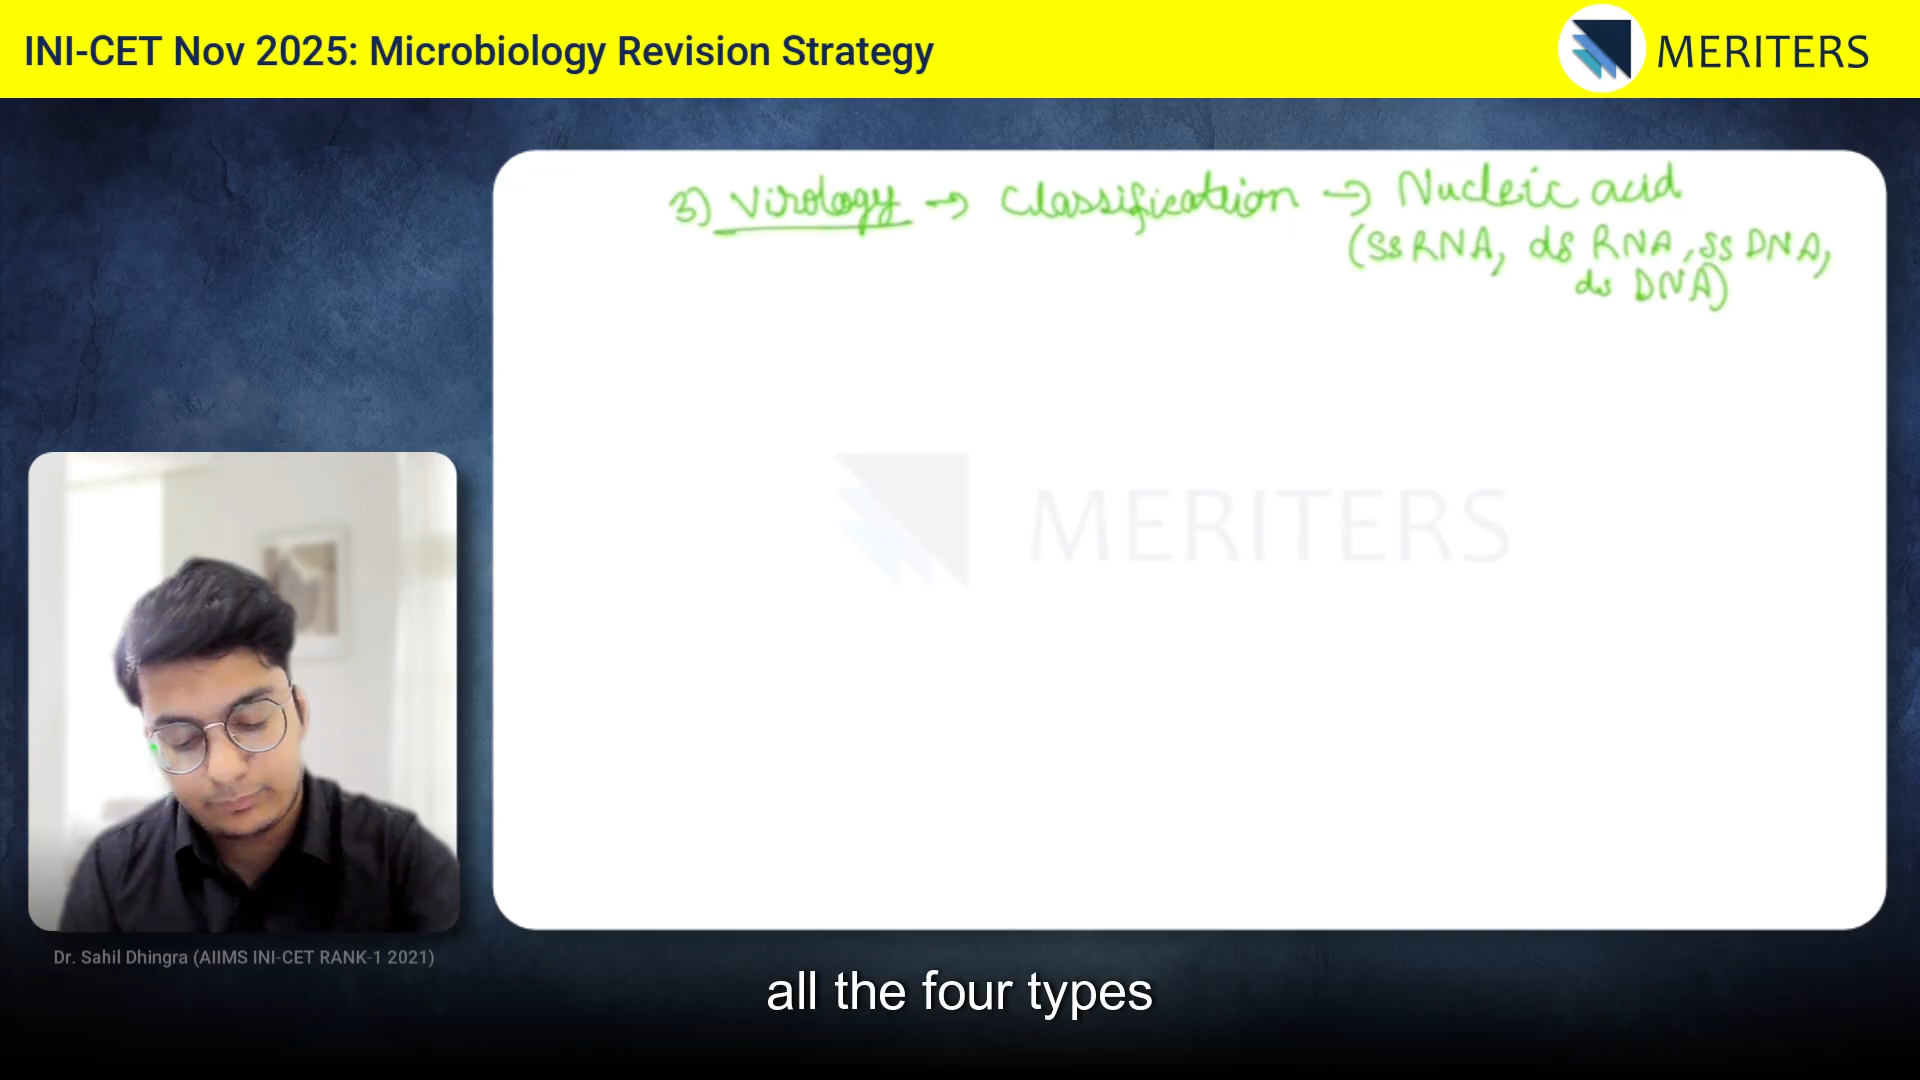 INI-CET Nov 2025: Microbiology Revision Strategy
MERITERS
3) Virology → Classification → Nucleic acid
(ss RNA, ds RNA, ss DNA,
ds DNA)
MERITERS
Dr. Sahil Dhingra (AIIMS INI-CET RANK-1 2021)
all the four types